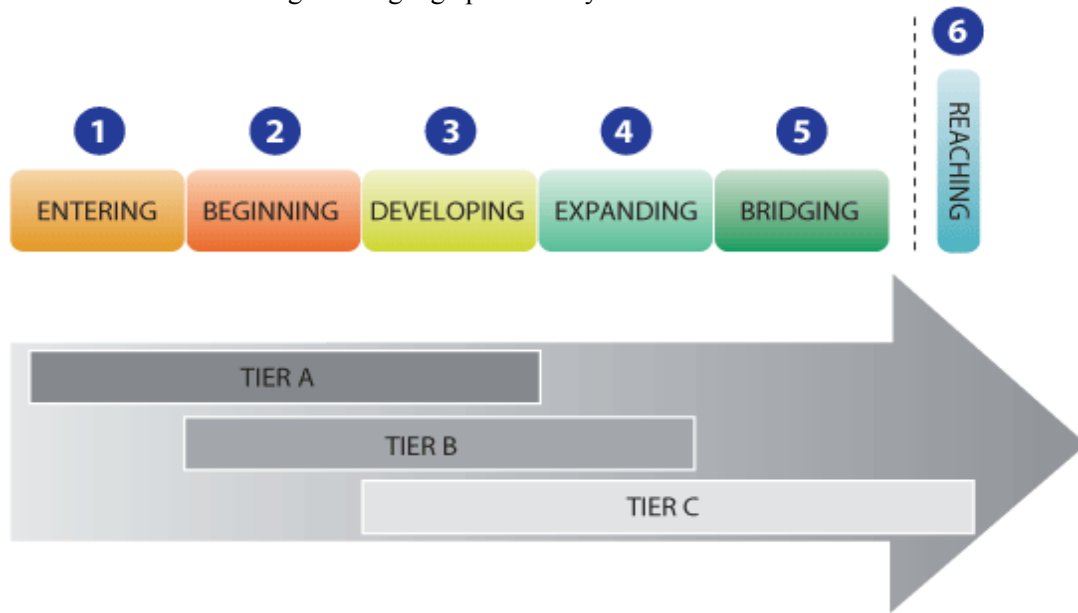 6
1 2 3 4 5
REACHING
ENTERING BEGINNING DEVELOPING EXPANDING BRIDGING
TIER A
TIER B
TIER C